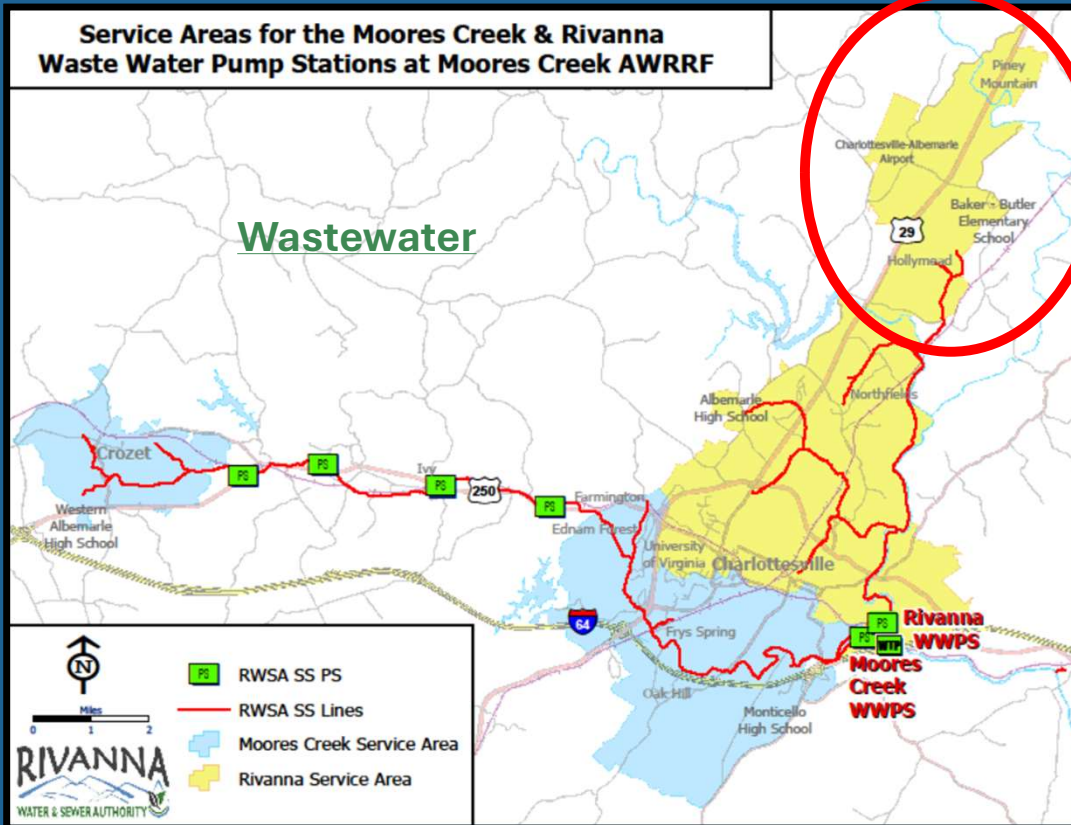 Service Areas for the Moores Creek & Rivanna
Waste Water Pump Stations at Moores Creek AWRRF
Piney
Mountain
Charlottesville-Albemarle
Airport
Wastewater
Baker - Butler
Elementary
School
29
Hollymead
Albemarle
High School
Northfields
Crozet
PS
PS
Ivy
PS
250
PS
Farmington
Western
Albemarle
High School
Ednam Forest
University
of Virginia
Charlottesville
64
Frys Spring
PS
Rivanna
WWPS
PS
WTP
Moores
Creek
WWPS
Oak Hill
Monticello
High School
N
Miles
0 1 2
PS RWSA SS PS
RWSA SS Lines
Moores Creek Service Area
Rivanna Service Area
RIVANNA
WATER & SEWER AUTHORITY